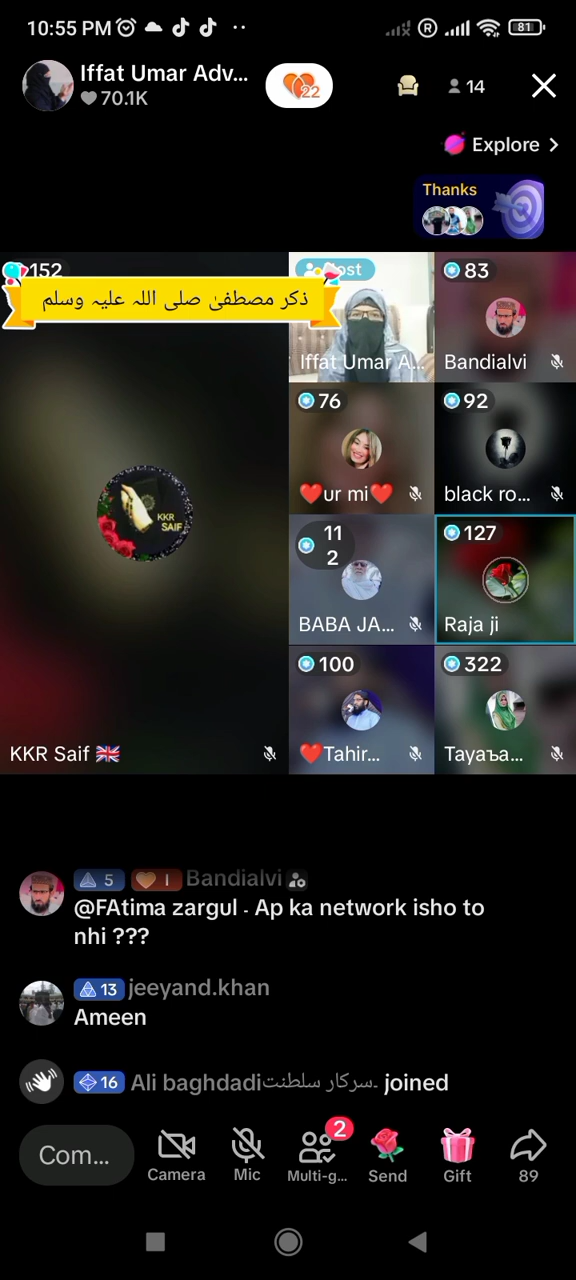 10:55 PM
R
81
Iffat Umar Adv...
70.1K
22
14
Explore
Thanks
152
ذکر مصطفیٰ صلی اللہ علیہ وسلم
Iffat Umar A...
83
Bandialvi
76
❤️ur mi❤️
92
black ro...
KKR
SAIF
KKR Saif 🇬🇧
11
2
BABA JA...
127
Raja ji
100
❤️Tahir...
322
Tayaъa...
5
I
Bandialvi
@FAtima zargul - Ap ka network isho to
nhi ???
13 jeeyand.khan
Ameen
16 Ali baghdadiسرکار سلطنت۔ joined
Com...
Camera
Mic
2
Multi-g...
Send
Gift
89